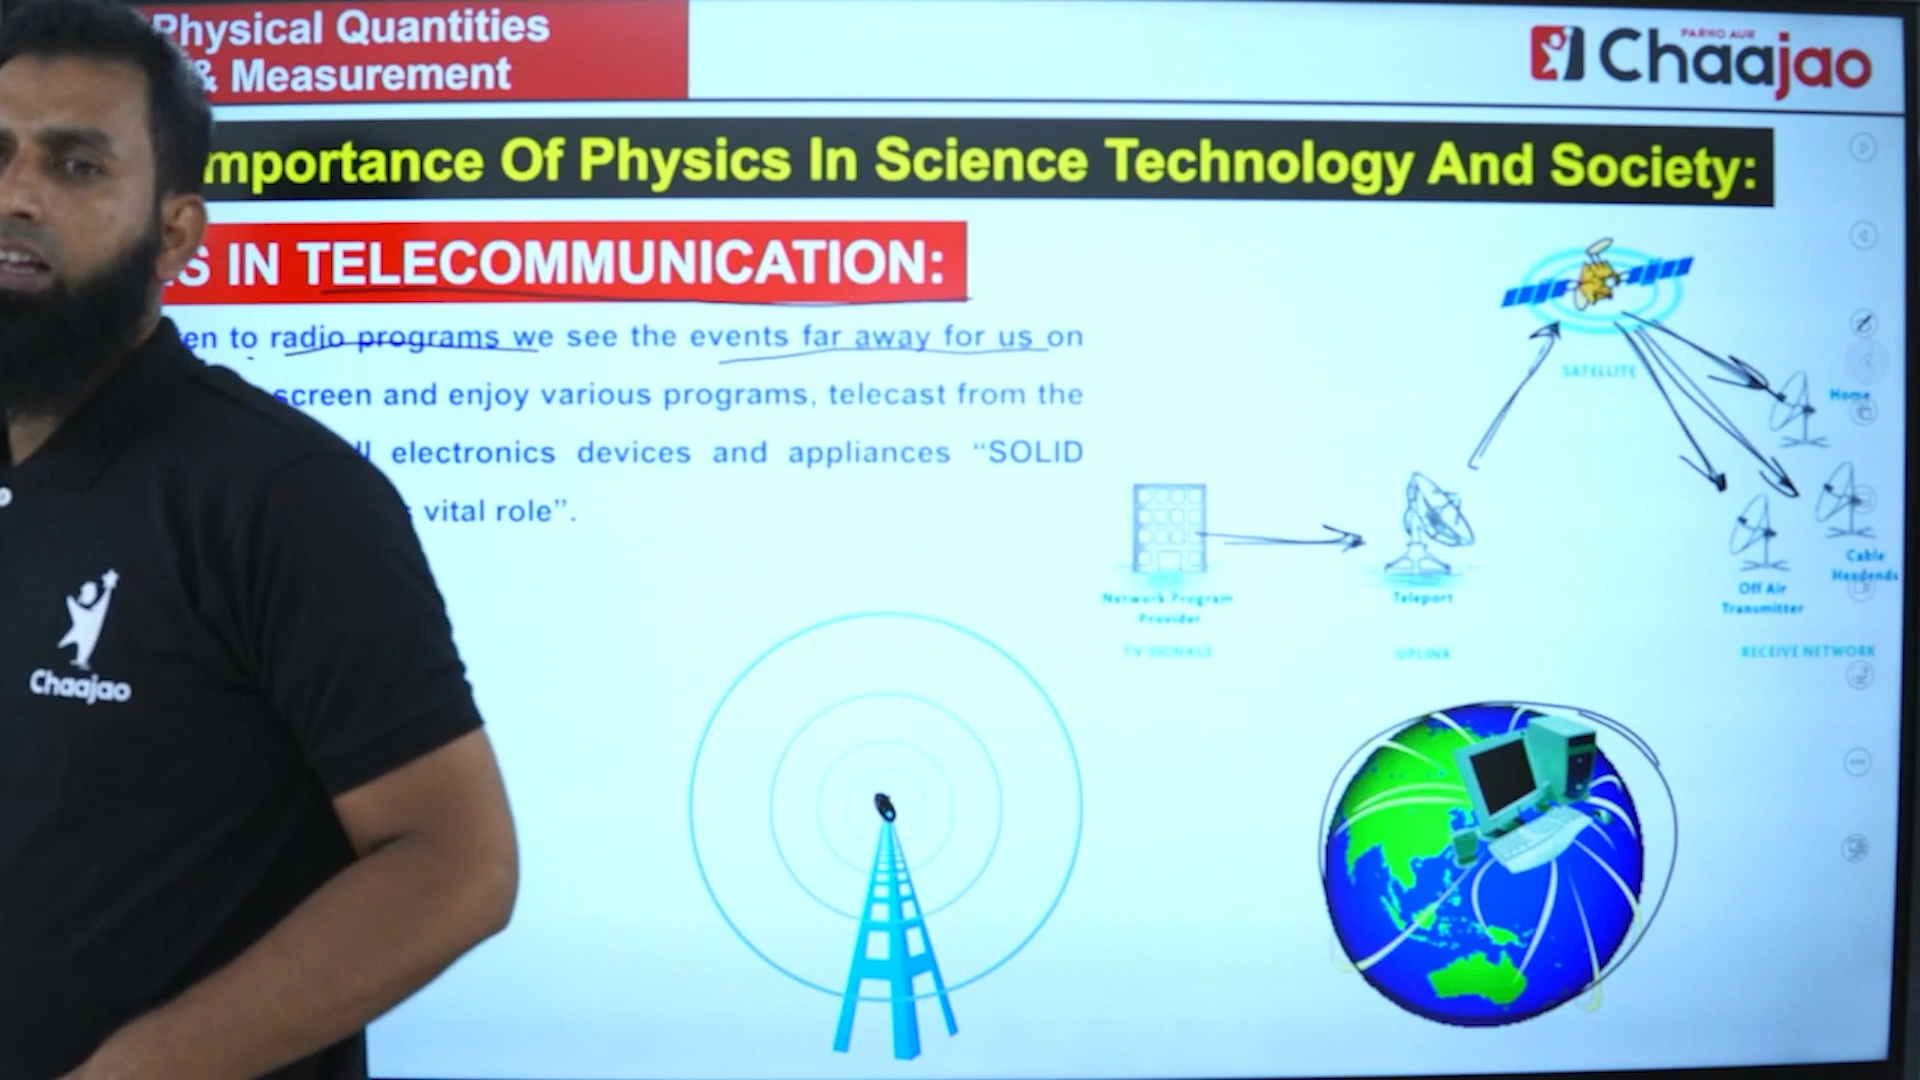 Physical Quantities
& Measurement
PARHO AUR
Chaajao
mportance Of Physics In Science Technology And Society:
S IN TELECOMMUNICATION:
en to radio programs we see the events far away for us on
screen and enjoy various programs, telecast from the
electronics devices and appliances “SOLID
vital role”.
SATELLITE
Home
Network Program
Provider
TV SIGNALS
Teleport
UPLINK
Off Air
Transmitter
Cable
Headends
RECEIVE NETWORK
Chaajao